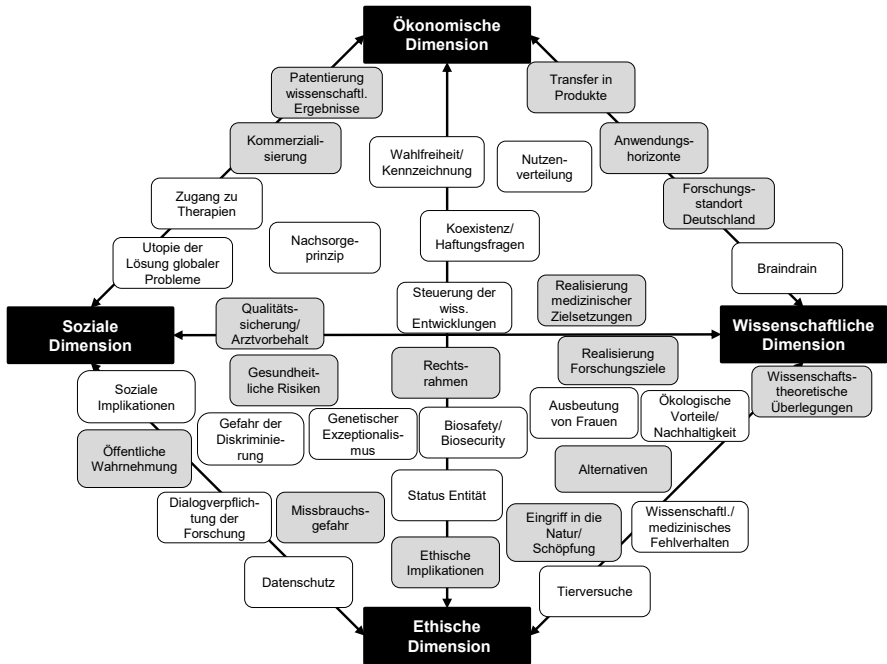 Ökonomische
Dimension
Patentierung
wissenschaftl.
Ergebnisse
Transfer in
Produkte
Kommerziali-
sierung
Wahlfreiheit/
Kennzeichnung
Nutzen-
verteilung
Anwendungs-
horizonte
Zugang zu
Therapien
Forschungs-
standort
Deutschland
Nachsorge-
prinzip
Koexistenz/
Haftungsfragen
Utopie der
Lösung globaler
Probleme
Braindrain
Soziale
Dimension
Qualitäts-
sicherung/
Arztvorbehalt
Steuerung der
wiss.
Entwicklungen
Realisierung
medizinischer
Zielsetzungen
Wissenschaftliche
Dimension
Soziale
Implikationen
Gesundheit-
liche Risiken
Rechts-
rahmen
Realisierung
Forschungsziele
Wissenschafts-
theoretische
Überlegungen
Gefahr der
Diskriminie-
rung
Genetischer
Exzeptionalis-
mus
Biosafety/
Biosecurity
Ausbeutung
von Frauen
Ökologische
Vorteile/
Nachhaltigkeit
Öffentliche
Wahrnehmung
Alternativen
Dialogverpflich-
tung der
Forschung
Missbrauchs-
gefahr
Status Entität
Eingriff in die
Natur/
Schöpfung
Wissenschaftl./
medizinisches
Fehlverhalten
Datenschutz
Ethische
Implikationen
Tierversuche
Ethische
Dimension